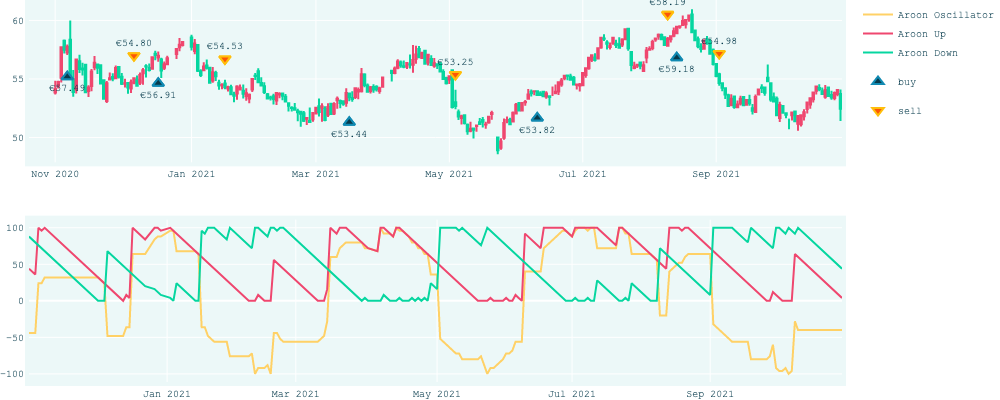 €58.19
Aroon Oscillator
60
Aroon Up
€54.80
€54.53
€54.98
Aroon Down
€53.25
€59.18
buy
55
€57.49
€56.91
sell
€53.44
€53.82
50
Nov 2020 Jan 2021 Mar 2021 May 2021 Jul 2021 Sep 2021
100
50
0
−50
−100
Jan 2021 Mar 2021 May 2021 Jul 2021 Sep 2021